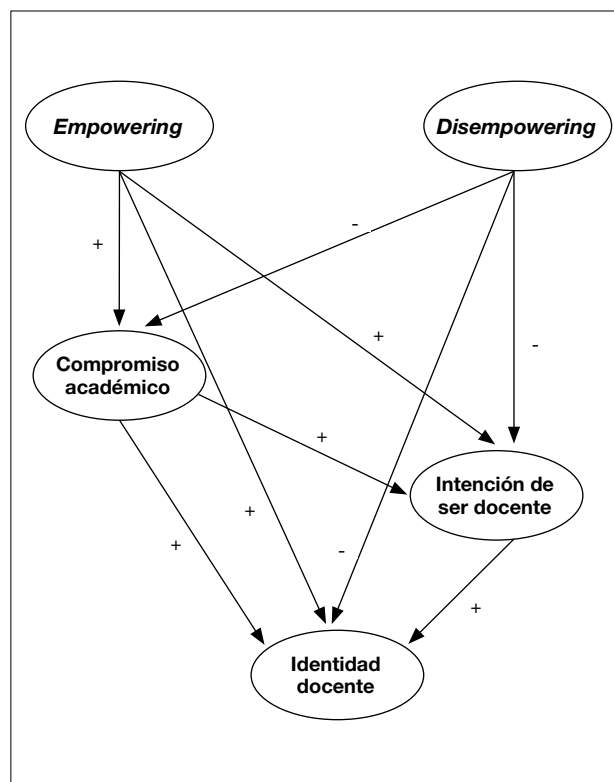 Empowering
Disempowering
-
+
+
-
Compromiso
académico
+
Intención de
ser docente
+
+
-
+
Identidad
docente